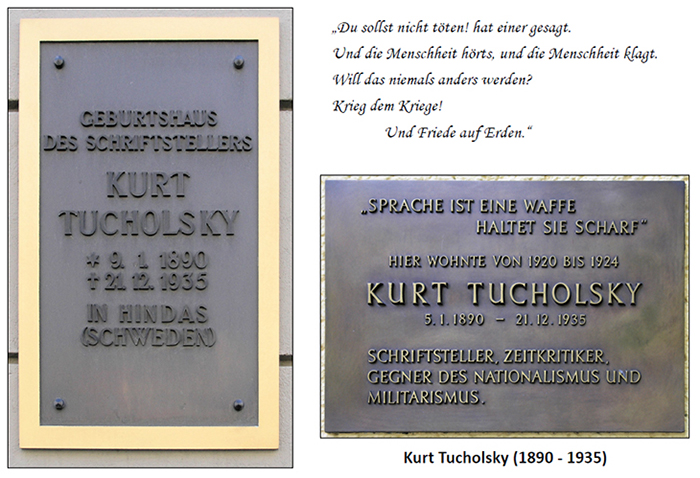 GEBURTSHAUS
DES SCHRIFTSTELLERS
KURT
TUCHOLSKY
* 9. 1. 1890
† 21. 12. 1935
IN HINDAS
(SCHWEDEN)
„Du sollst nicht töten! hat einer gesagt.
Und die Menschheit hörts, und die Menschheit klagt.
Will das niemals anders werden?
Krieg dem Kriege!
Und Friede auf Erden.“
„SPRACHE IST EINE WAFFE
HALTET SIE SCHARF“
HIER WOHNTE VON 1920 BIS 1924
KURT TUCHOLSKY
5. 1. 1890 – 21. 12. 1935
SCHRIFTSTELLER, ZEITKRITIKER,
GEGNER DES NATIONALISMUS UND
MILITARISMUS.
Kurt Tucholsky (1890 - 1935)